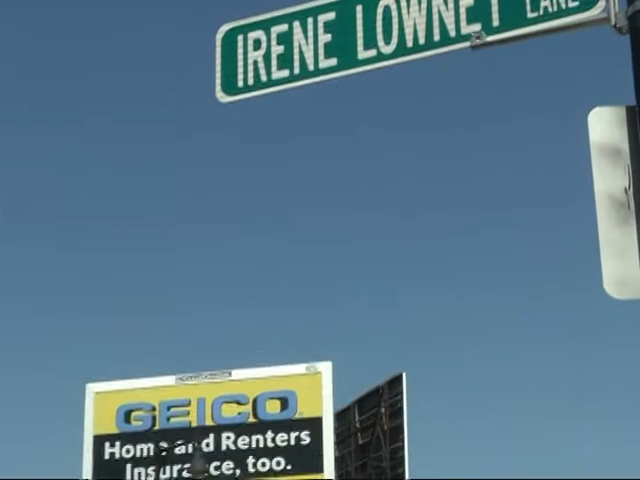 IRENE LOWNEY LANE
GEICO
Home and Renters
Insurance, too.